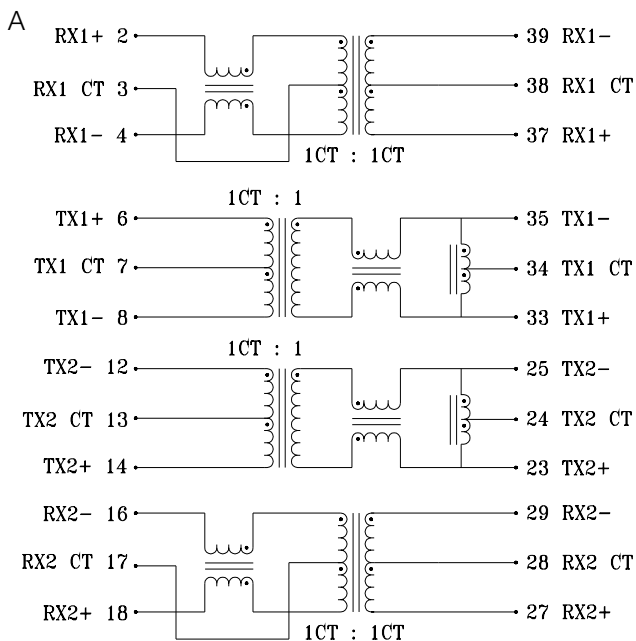 A
RX1+ 2 39 RX1-
RX1 CT 3 38 RX1 CT
RX1- 4 37 RX1+
1CT : 1CT
1CT : 1
TX1+ 6 35 TX1-
TX1 CT 7 34 TX1 CT
TX1- 8 33 TX1+
1CT : 1
TX2- 12 25 TX2-
TX2 CT 13 24 TX2 CT
TX2+ 14 23 TX2+
RX2- 16 29 RX2-
RX2 CT 17 28 RX2 CT
RX2+ 18 27 RX2+
1CT : 1CT